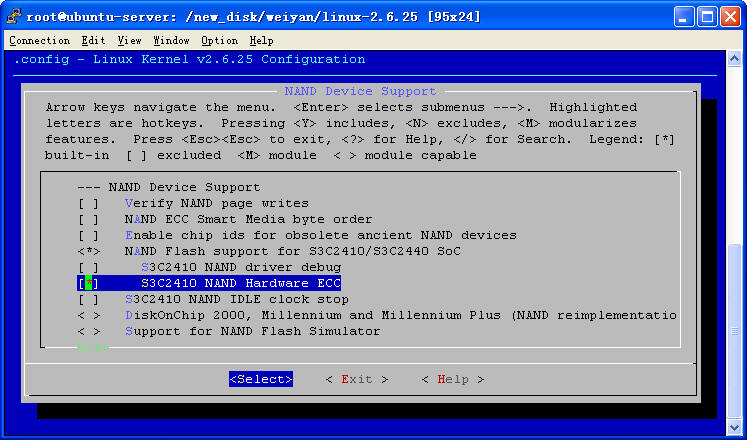 root@ubuntu-server: /new_disk/weiyan/linux-2.6.25 [95x24]
Connection Edit View Window Option Help
.config - Linux Kernel v2.6.25 Configuration
NAND Device Support
Arrow keys navigate the menu. <Enter> selects submenus --->. Highlighted
letters are hotkeys. Pressing <Y> includes, <N> excludes, <M> modularizes
features. Press <Esc><Esc> to exit, <?> for Help, </> for Search. Legend: [*]
built-in [ ] excluded <M> module < > module capable
--- NAND Device Support
[ ] Verify NAND page writes
[ ] NAND ECC Smart Media byte order
[ ] Enable chip ids for obsolete ancient NAND devices
<*> NAND Flash support for S3C2410/S3C2440 SoC
[ ] S3C2410 NAND driver debug
[*] S3C2410 NAND Hardware ECC
[ ] S3C2410 NAND IDLE clock stop
< > DiskOnChip 2000, Millennium and Millennium Plus (NAND reimplementatio
< > Support for NAND Flash Simulator
<Select> < Exit > < Help >